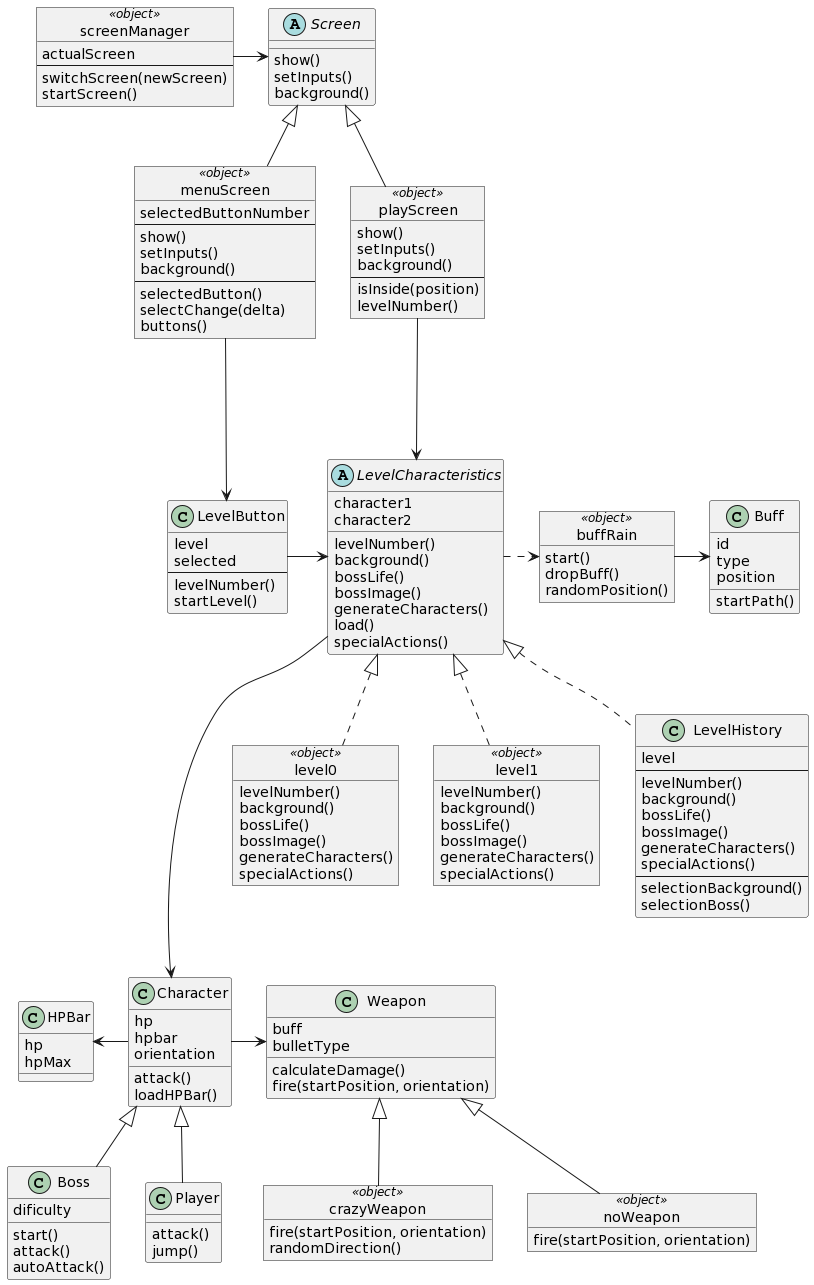 «object»
screenManager
actualScreen
switchScreen(newScreen)
startScreen()
A Screen
show()
setInputs()
background()
«object»
menuScreen
selectedButtonNumber
show()
setInputs()
background()
selectedButton()
selectChange(delta)
buttons()
«object»
playScreen
show()
setInputs()
background()
isInside(position)
levelNumber()
C LevelButton
level
selected
levelNumber()
startLevel()
A LevelCharacteristics
character1
character2
levelNumber()
background()
bossLife()
bossImage()
generateCharacters()
load()
specialActions()
«object»
buffRain
start()
dropBuff()
randomPosition()
C Buff
id
type
position
startPath()
«object»
level0
levelNumber()
background()
bossLife()
bossImage()
generateCharacters()
specialActions()
«object»
level1
levelNumber()
background()
bossLife()
bossImage()
generateCharacters()
specialActions()
C LevelHistory
level
levelNumber()
background()
bossLife()
bossImage()
generateCharacters()
specialActions()
selectionBackground()
selectionBoss()
C HPBar
hp
hpMax
C Character
hp
hpbar
orientation
attack()
loadHPBar()
C Weapon
buff
bulletType
calculateDamage()
fire(startPosition, orientation)
C Boss
dificulty
start()
attack()
autoAttack()
C Player
attack()
jump()
«object»
crazyWeapon
fire(startPosition, orientation)
randomDirection()
«object»
noWeapon
fire(startPosition, orientation)